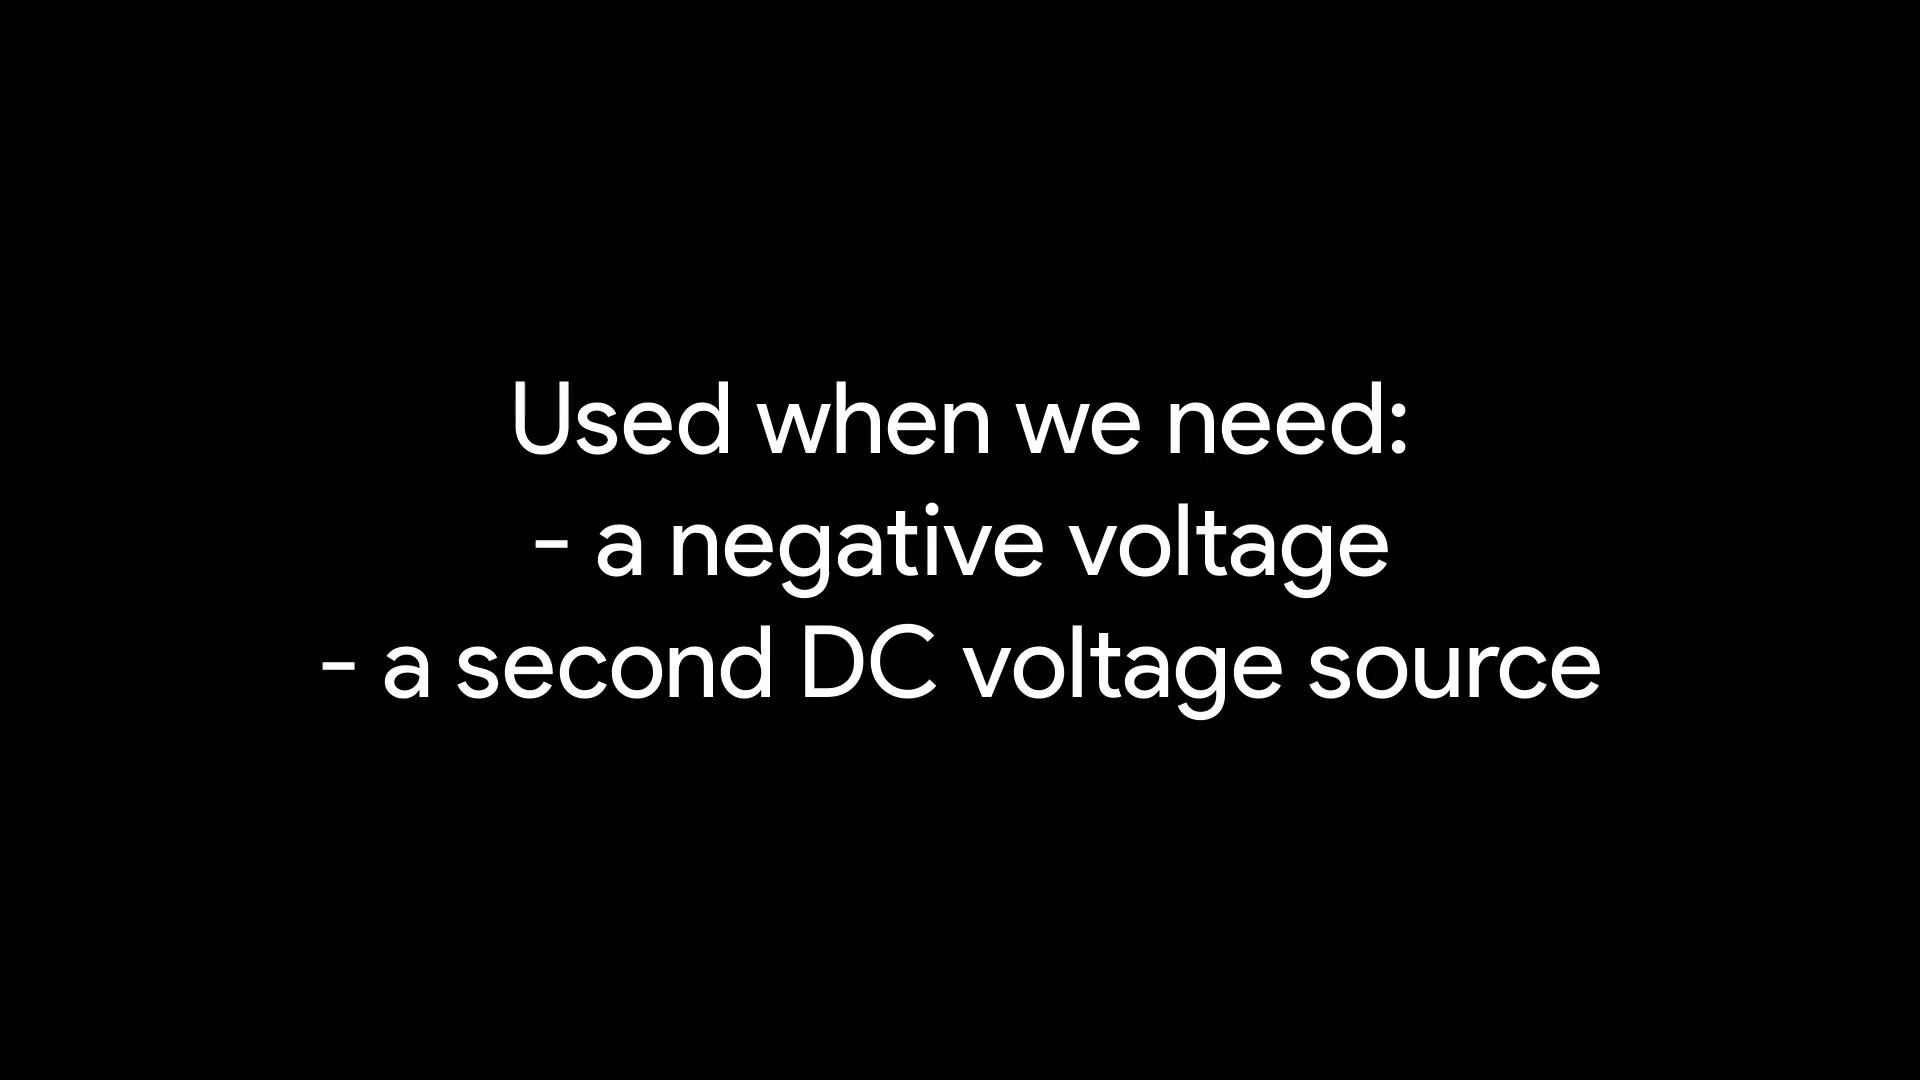 Used when we need:
- a negative voltage
- a second DC voltage source